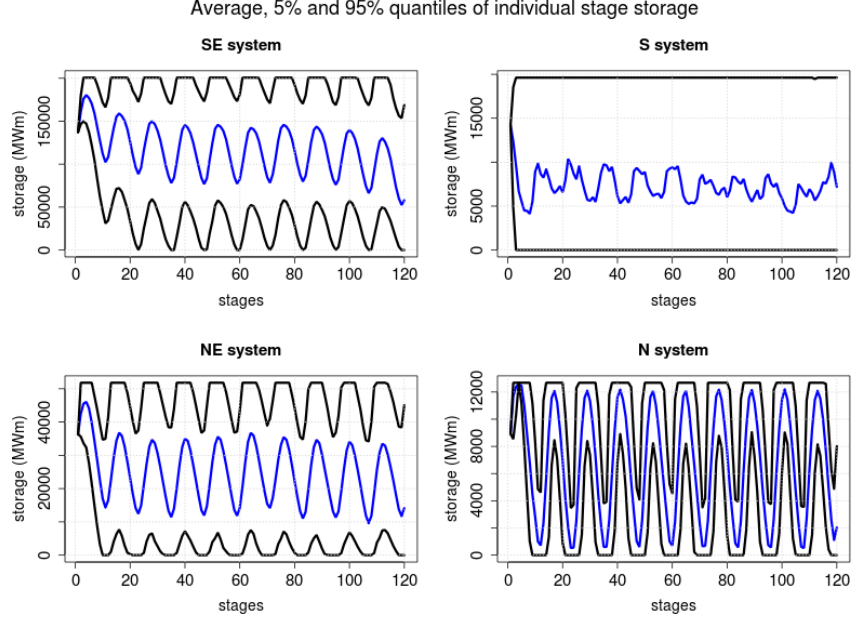 Average, 5% and 95% quantiles of individual stage storage
SE system
storage (MWm)
0 50000 150000
0 20 40 60 80 100 120
stages
S system
storage (MWm)
0 5000 15000
0 20 40 60 80 100 120
stages
NE system
storage (MWm)
0 20000 40000
0 20 40 60 80 100 120
stages
N system
storage (MWm)
0 4000 8000 12000
0 20 40 60 80 100 120
stages